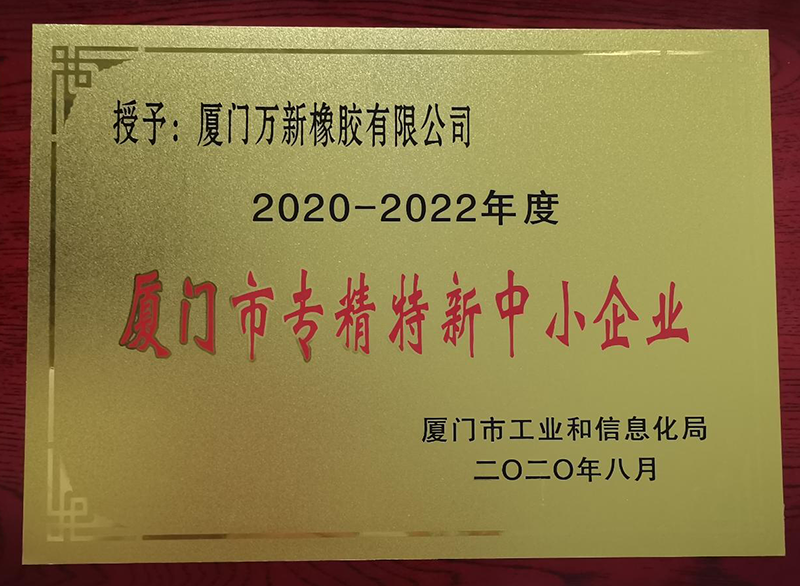 授予：厦门万新橡胶有限公司
2020-2022年度
厦门市专精特新中小企业
厦门市工业和信息化局
二〇二〇年八月